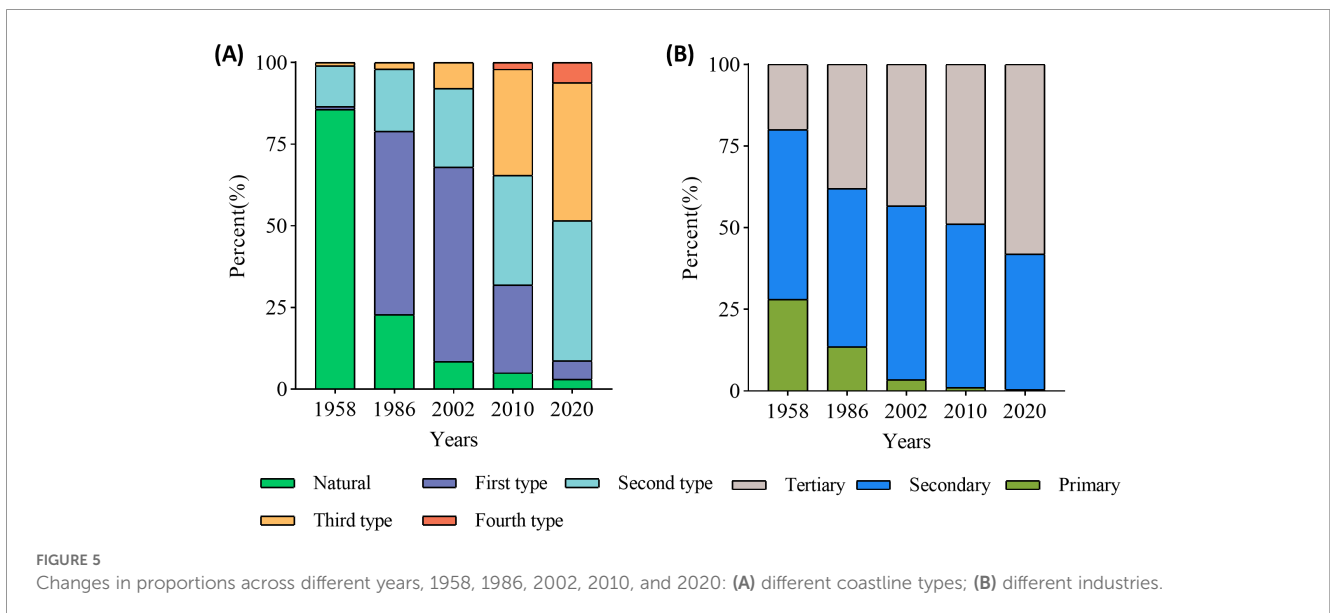 (A)
Percent(%)
100
75
50
25
0
1958 1986 2002 2010 2020
Years
(B)
Percent(%)
100
75
50
25
0
1958 1986 2002 2010 2020
Years
Natural First type Second type Tertiary Secondary Primary
Third type Fourth type
FIGURE 5
Changes in proportions across different years, 1958, 1986, 2002, 2010, and 2020: (A) different coastline types; (B) different industries.